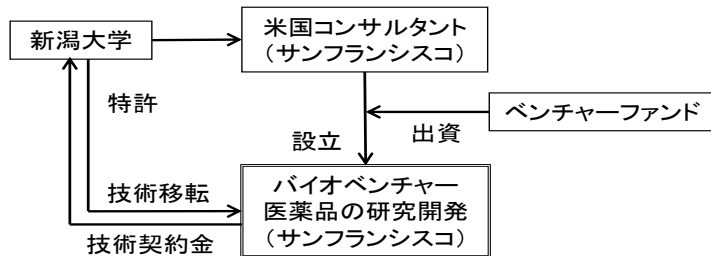 新潟大学
米国コンサルタント
(サンフランシスコ)
特許
ベンチャーファンド
出資
設立
バイオベンチャー
医薬品の研究開発
(サンフランシスコ)
技術移転
技術契約金